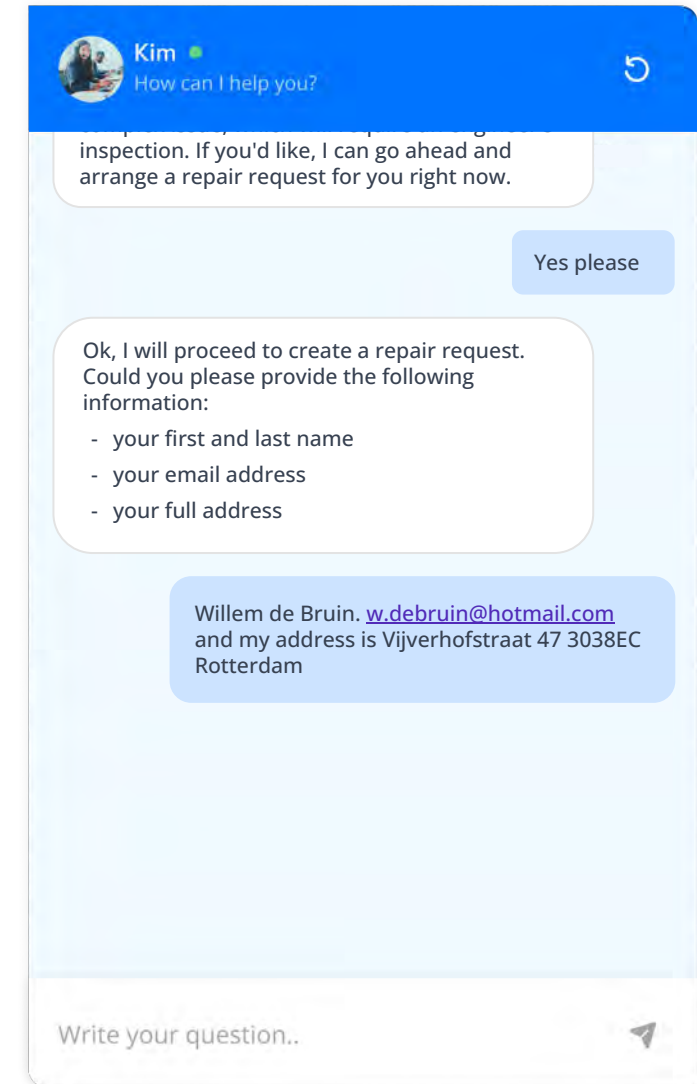 Kim
How can I help you?
inspection. If you'd like, I can go ahead and
arrange a repair request for you right now.
Yes please
Ok, I will proceed to create a repair request.
Could you please provide the following
information:
- your first and last name
- your email address
- your full address
Willem de Bruin. w.debruin@hotmail.com
and my address is Vijverhofstraat 47 3038EC
Rotterdam
Write your question..